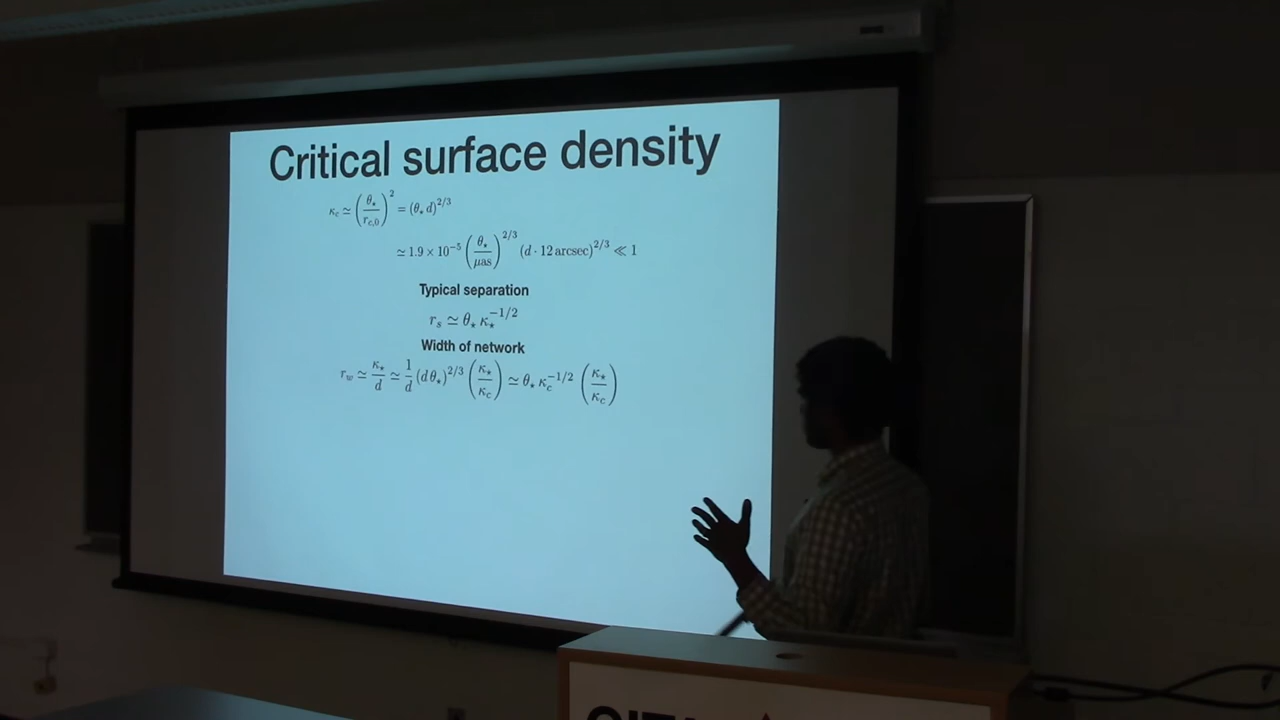 Critical surface density
κ_c ≃ (θ_⋆ / r_{c,0})^2 = (θ_⋆ d)^{2/3}
≃ 1.9 × 10^{-5} (θ_⋆ / μas)^{2/3} (d · 12 arcsec)^{2/3} ≪ 1
Typical separation
r_s ≃ θ_⋆ κ_⋆^{-1/2}
Width of network
r_w ≃ κ_⋆ / d ≃ 1 / d (d θ_⋆)^{2/3} (κ_⋆ / κ_c) ≃ θ_⋆ κ_c^{-1/2} (κ_⋆ / κ_c)